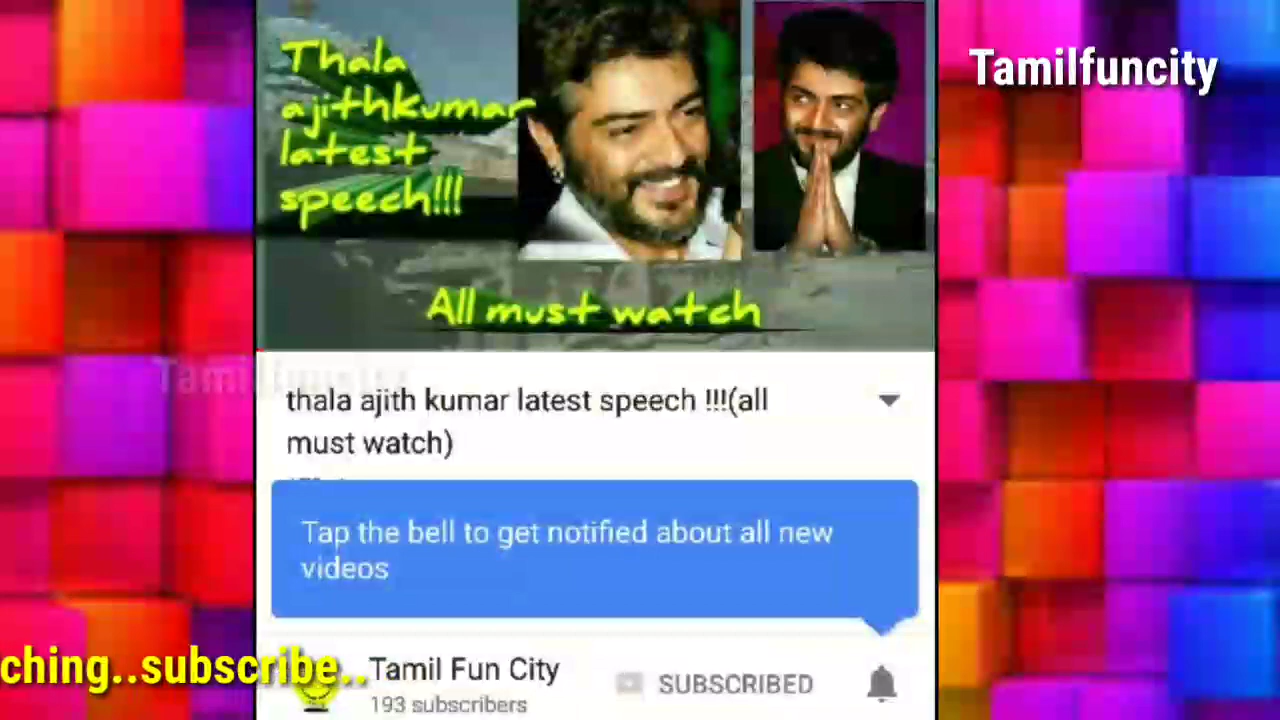 Thala
ajithkumar
latest
speech!!!
All must watch
Tamilfuncity
thala ajith kumar latest speech !!!(all
must watch)
Tap the bell to get notified about all new
videos
Tamil Fun City
193 subscribers
SUBSCRIBED
ching..subscribe..